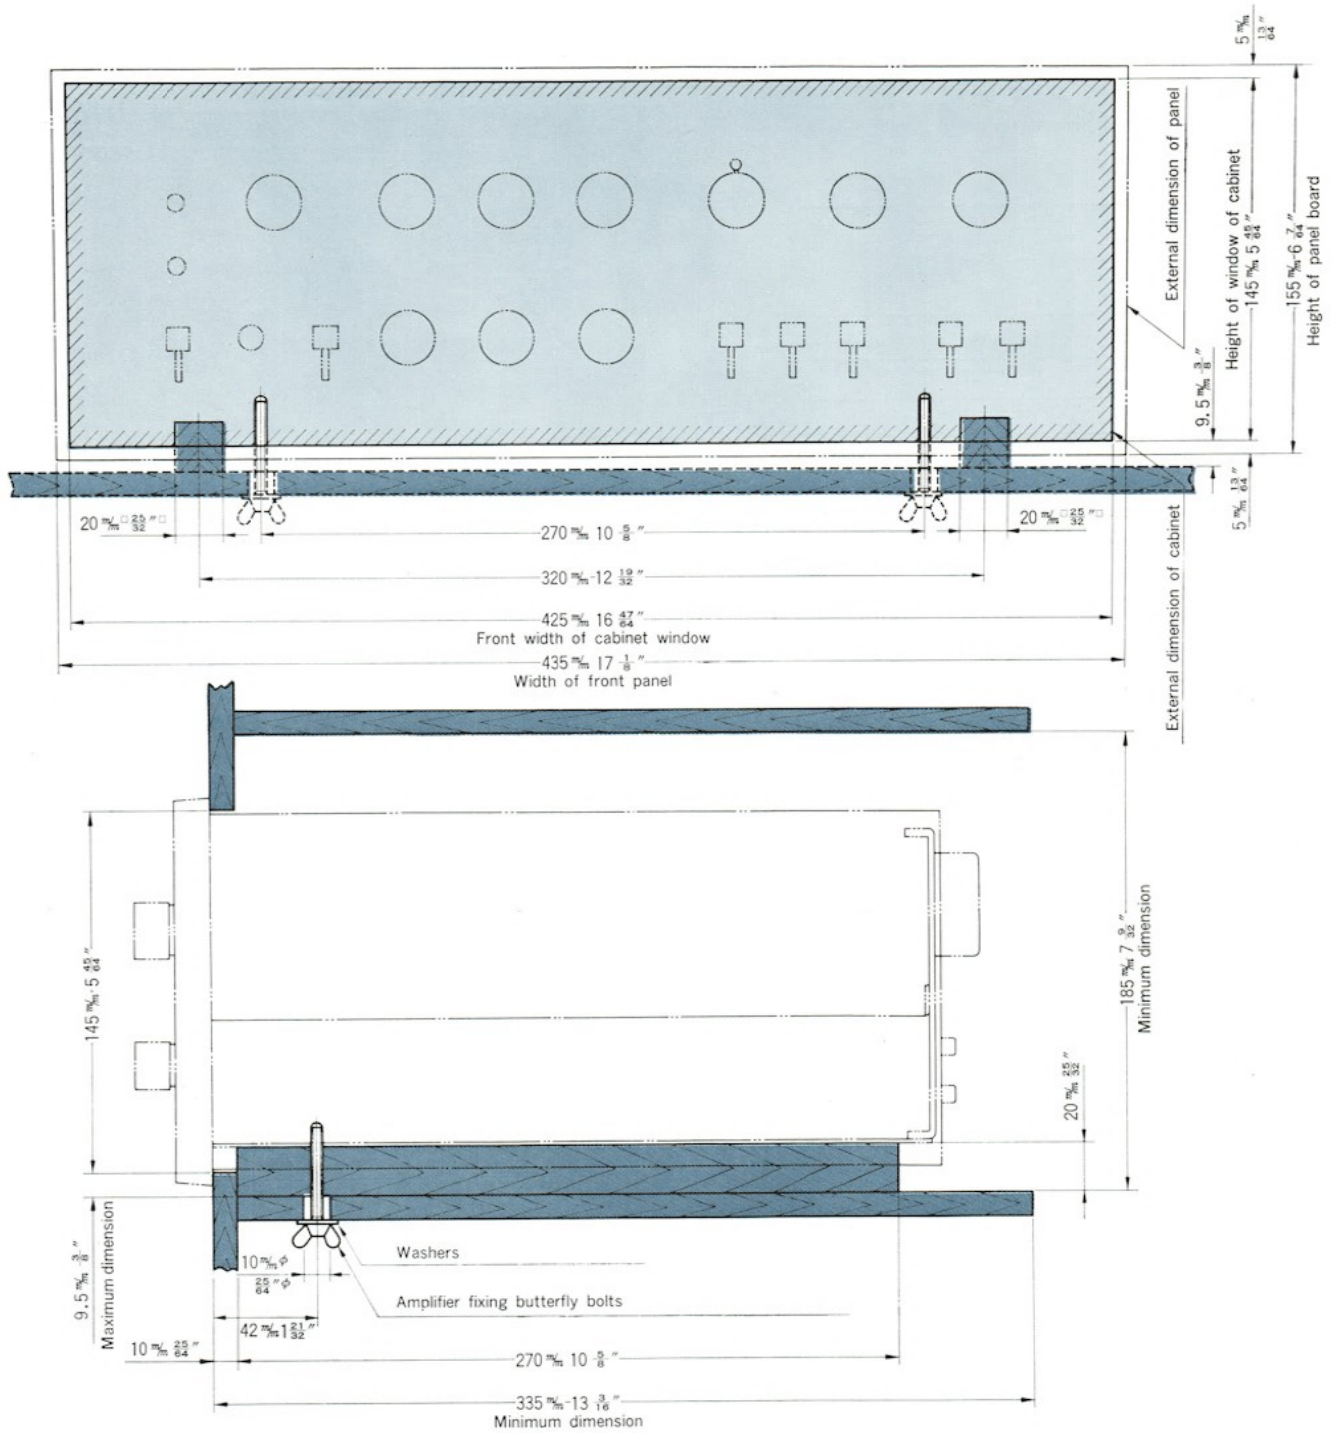 5 m/m 13/64
External dimension of panel
Height of window of cabinet
145 m/m 5 45/64"
155 m/m-6 7/64"
Height of panel board
9.5 m/m 3/8"
5 m/m 13/64"
External dimension of cabinet
20 m/m□ 25/32"□
270 m/m 10 5/8"
20 m/m□ 25/32"□
320 m/m-12 19/32"
425 m/m 16 47/64"
Front width of cabinet window
435 m/m 17 1/8"
Width of front panel
145 m/m·5 45/64"
185 m/m 7 9/32"
Minimum dimension
20 m/m 25/32"
9.5 m/m 3/8"
Maximum dimension
Washers
10 m/m φ
25/64" φ
Amplifier fixing butterfly bolts
42 m/m 1 21/32"
10 m/m 25/64"
270 m/m 10 5/8"
335 m/m-13 3/16"
Minimum dimension